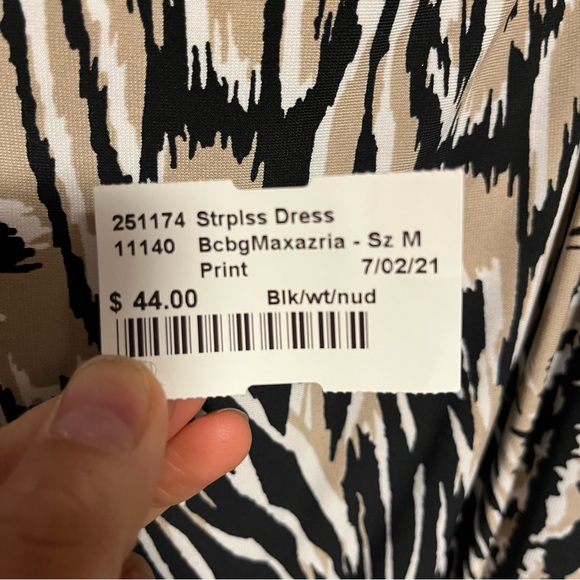 251174 Strplss Dress
11140 BcbgMaxazria - Sz M
Print 7/02/21
$ 44.00 Blk/wt/nud